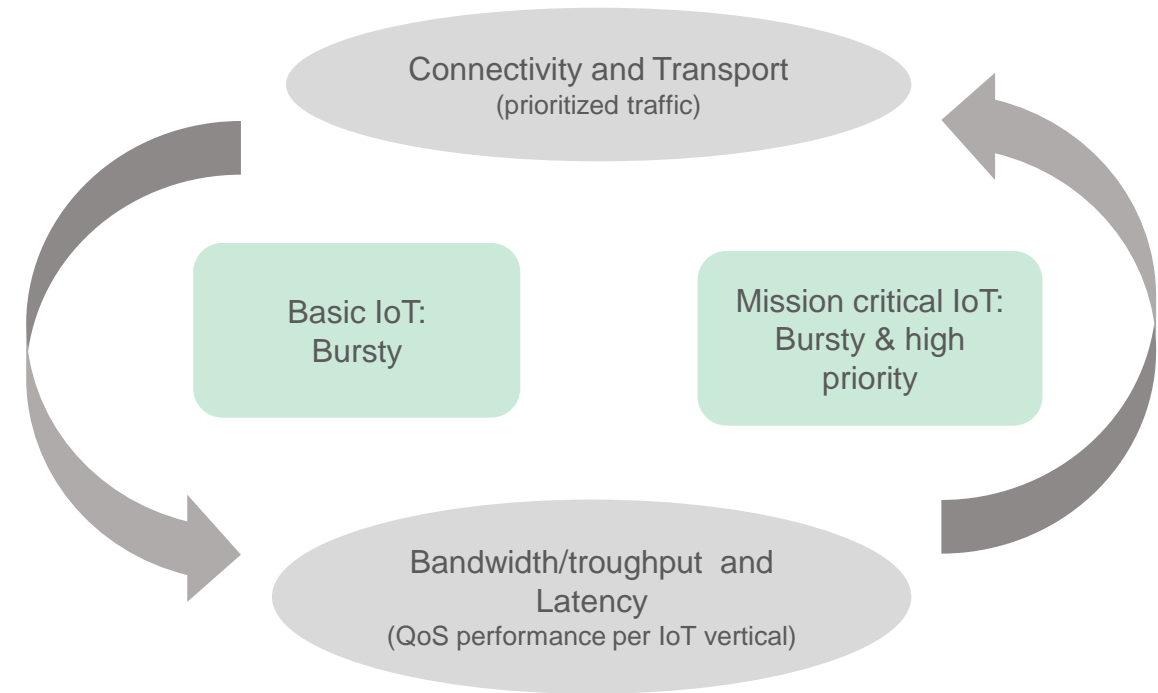 Connectivity and Transport
(prioritized traffic)
Basic IoT:
Bursty
Mission critical IoT:
Bursty & high
priority
Bandwidth/troughput and
Latency
(QoS performance per IoT vertical)